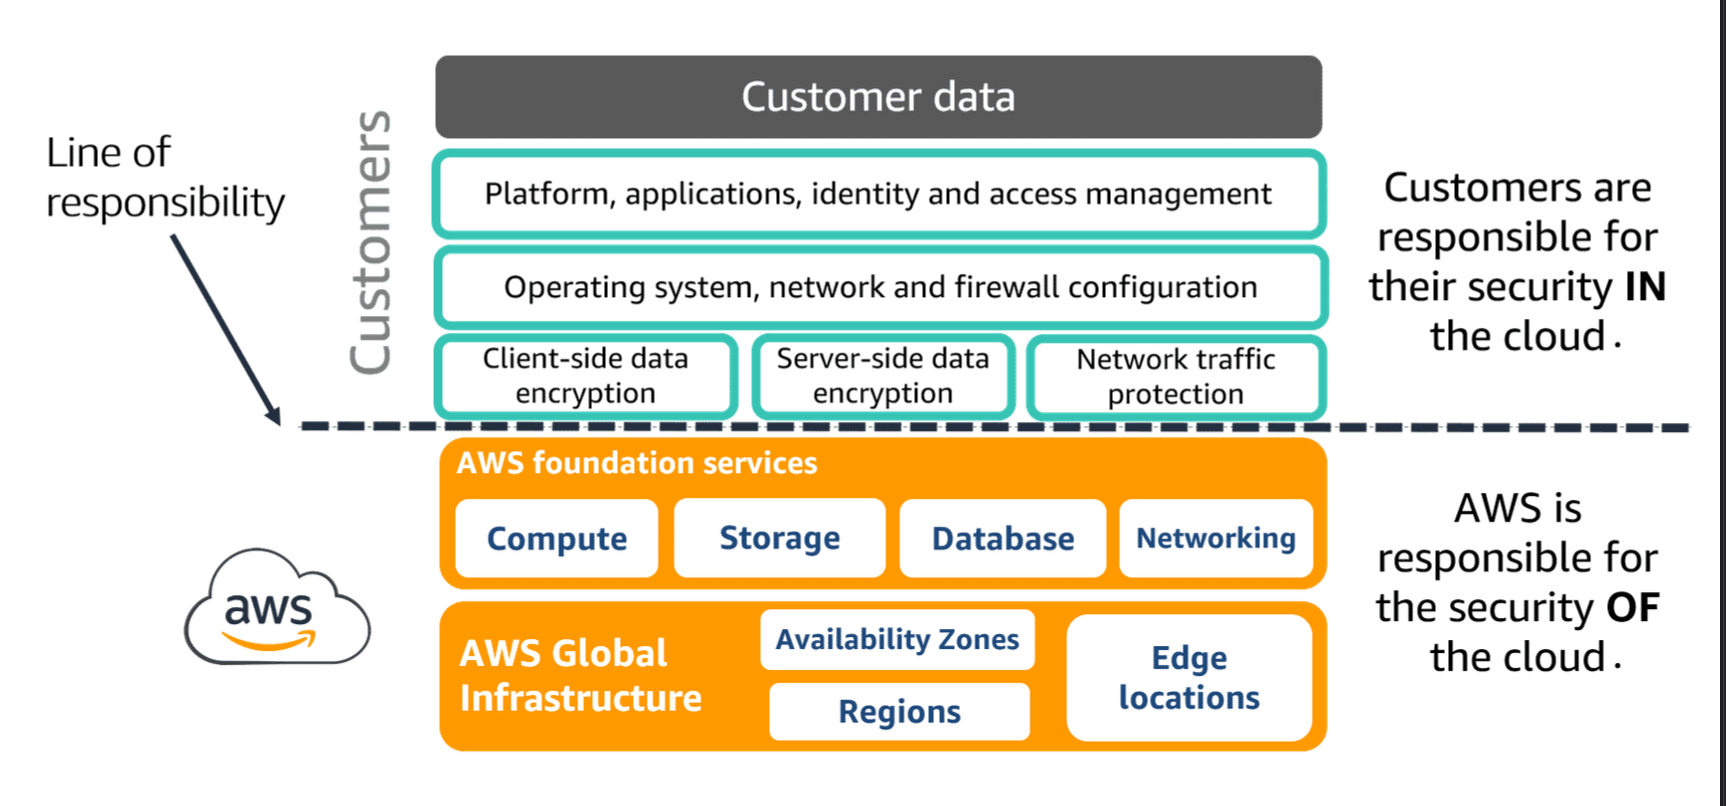 Customer data
Line of
responsibility
Customers
Platform, applications, identity and access management
Operating system, network and firewall configuration
Client-side data
encryption
Server-side data
encryption
Network traffic
protection
Customers are
responsible for
their security IN
the cloud.
AWS foundation services
Compute
Storage
Database
Networking
aws
AWS Global
Infrastructure
Availability Zones
Regions
Edge
locations
AWS is
responsible for
the security OF
the cloud.